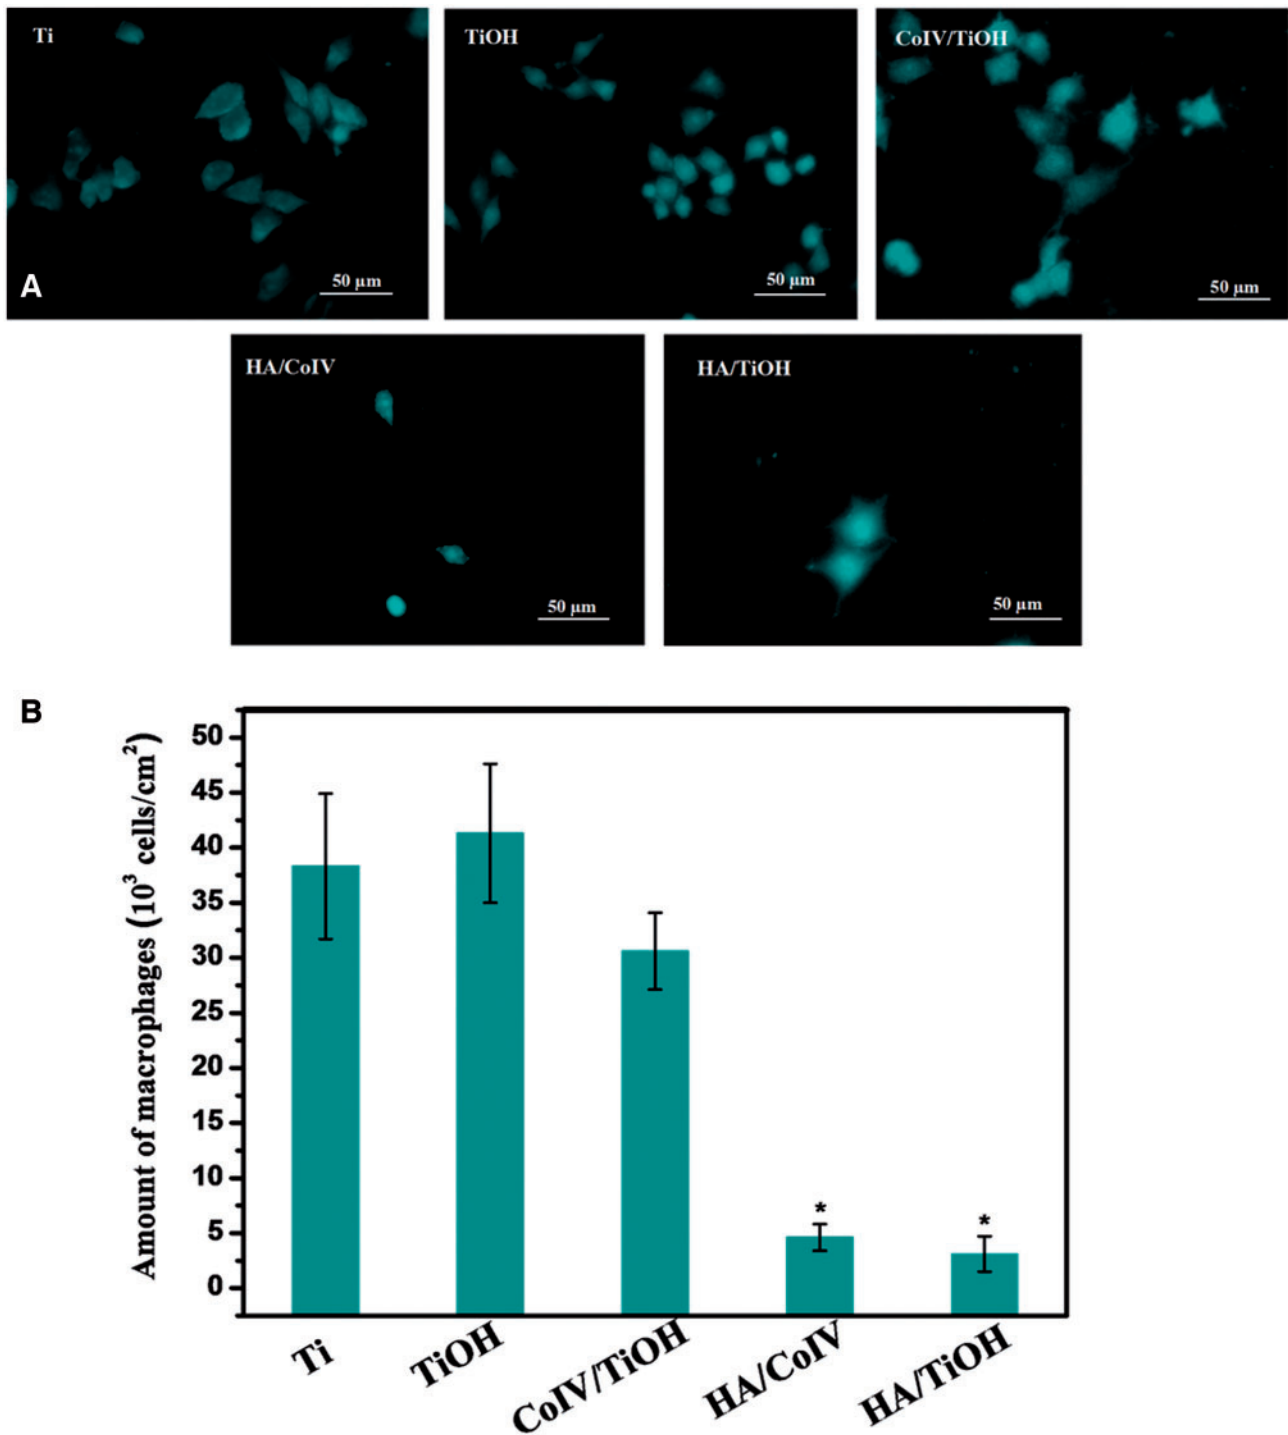 Ti
TiOH
CoIV/TiOH
A
50 µm
50 µm
50 µm
HA/CoIV
HA/TiOH
50 µm
50 µm
B
Amount of macrophages (10³ cells/cm²)
50
45
40
35
30
25
20
15
10
5
0
*
*
Ti
TiOH
CoIV/TiOH
HA/CoIV
HA/TiOH